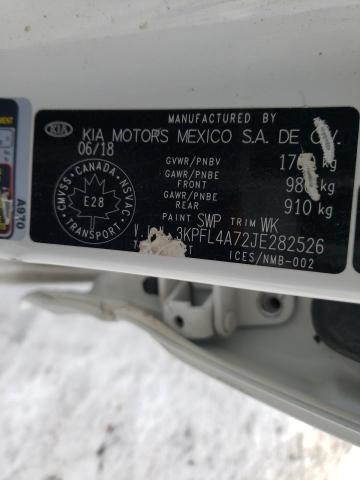 MANUFACTURED BY
KIA
KIA MOTORS MEXICO S.A. DE C.V.
06/18
GVWR/PNBV kg
GAWR/PNBE FRONT kg
GAWR/PNBE REAR 910 kg
PAINT SWP TRIM WK
3KPFL4A72JE282526
ICES/NMB-002
CANADA
CMVSS
NSVAC
E28
TRANSPORT
A970